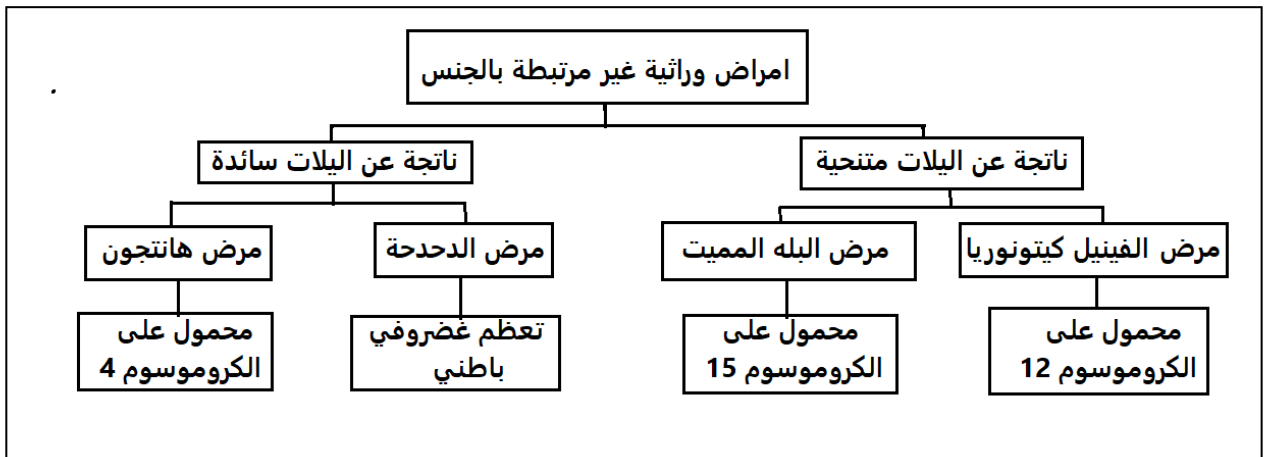 امراض وراثية غير مرتبطة بالجنس
ناتجة عن اليلات متنحية
ناتجة عن اليلات سائدة
مرض الفينيل كيتونوريا
مرض البله المميت
مرض الدحدحة
مرض هانتجون
محمول على
الكروموسوم 12
محمول على
الكروموسوم 15
تعظم غضروفي
باطني
محمول على
الكروموسوم 4